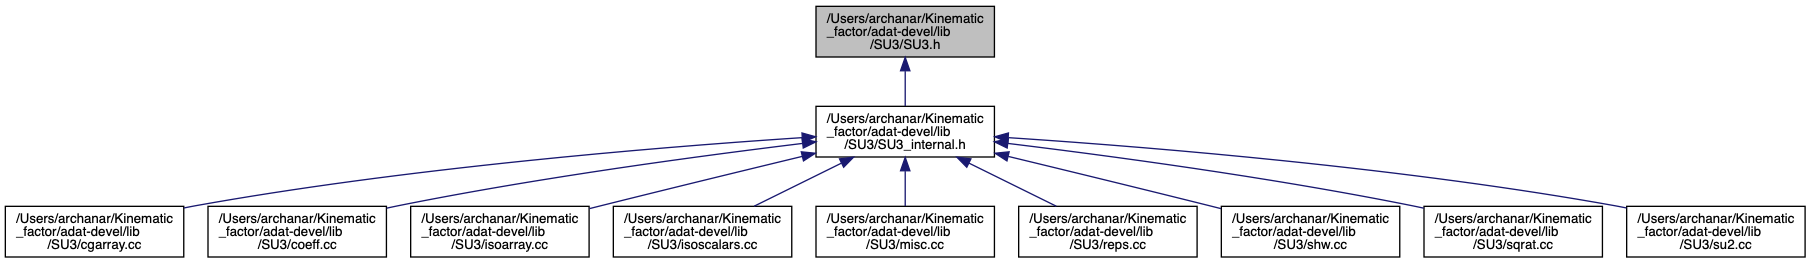 /Users/archanar/Kinematic
_factor/adat-devel/lib
/SU3/SU3.h
/Users/archanar/Kinematic
_factor/adat-devel/lib
/SU3/SU3_internal.h
/Users/archanar/Kinematic
_factor/adat-devel/lib
/SU3/cgarray.cc
/Users/archanar/Kinematic
_factor/adat-devel/lib
/SU3/coeff.cc
/Users/archanar/Kinematic
_factor/adat-devel/lib
/SU3/isoarray.cc
/Users/archanar/Kinematic
_factor/adat-devel/lib
/SU3/isoscalars.cc
/Users/archanar/Kinematic
_factor/adat-devel/lib
/SU3/misc.cc
/Users/archanar/Kinematic
_factor/adat-devel/lib
/SU3/reps.cc
/Users/archanar/Kinematic
_factor/adat-devel/lib
/SU3/shw.cc
/Users/archanar/Kinematic
_factor/adat-devel/lib
/SU3/sqrat.cc
/Users/archanar/Kinematic
_factor/adat-devel/lib
/SU3/su2.cc